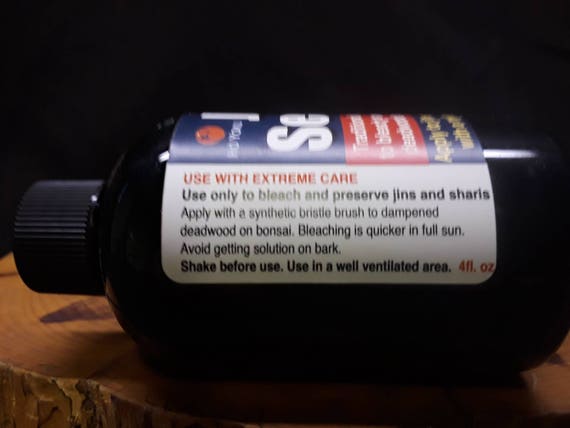 USE WITH EXTREME CARE
Use only to bleach and preserve jins and sharis
Apply with a synthetic bristle brush to dampened
deadwood on bonsai. Bleaching is quicker in full sun.
Avoid getting solution on bark.
Shake before use. Use in a well ventilated area. 4fl. oz
to bleach